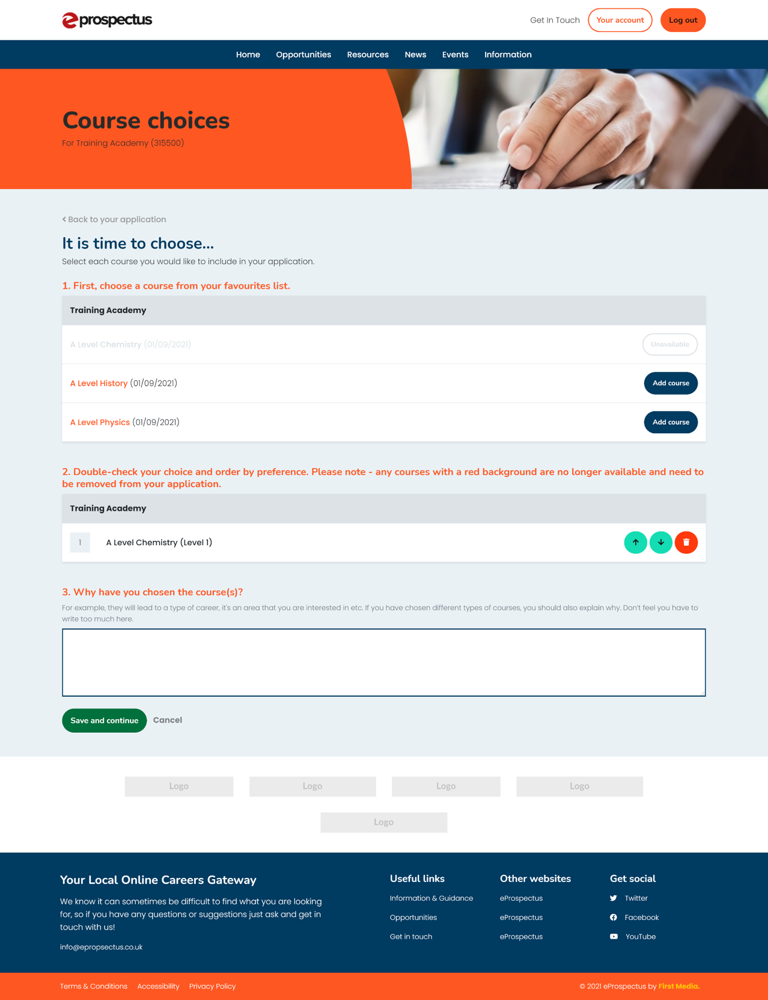 eprospectus
Get In Touch
Your account
Log out
Home
Opportunities
Resources
News
Events
Information
Course choices
For Training Academy (315500)
Back to your application
It is time to choose...
Select each course you would like to include in your application.
1. First, choose a course from your favourites list.
Training Academy
A Level Chemistry (01/09/2021)
Unavailable
A Level History (01/09/2021)
Add course
A Level Physics (01/09/2021)
Add course
2. Double-check your choice and order by preference. Please note - any courses with a red background are no longer available and need to
be removed from your application.
Training Academy
1
A Level Chemistry (Level 1)
3. Why have you chosen the course(s)?
For example, they will lead to a type of career, it's an area that you are interested in etc. If you have chosen different types of courses, you should also explain why. Don't feel you have to
write too much here.
Save and continue
Cancel
Logo
Logo
Logo
Logo
Logo
Your Local Online Careers Gateway
We know it can sometimes be difficult to find what you are looking
for, so if you have any questions or suggestions just ask and get in
touch with us!
info@epropsectus.co.uk
Useful links
Information & Guidance
Opportunities
Get in touch
Other websites
eProspectus
eProspectus
eProspectus
Get social
Twitter
Facebook
YouTube
Terms & Conditions
Accessibility
Privacy Policy
© 2021 eProspectus by First Media.